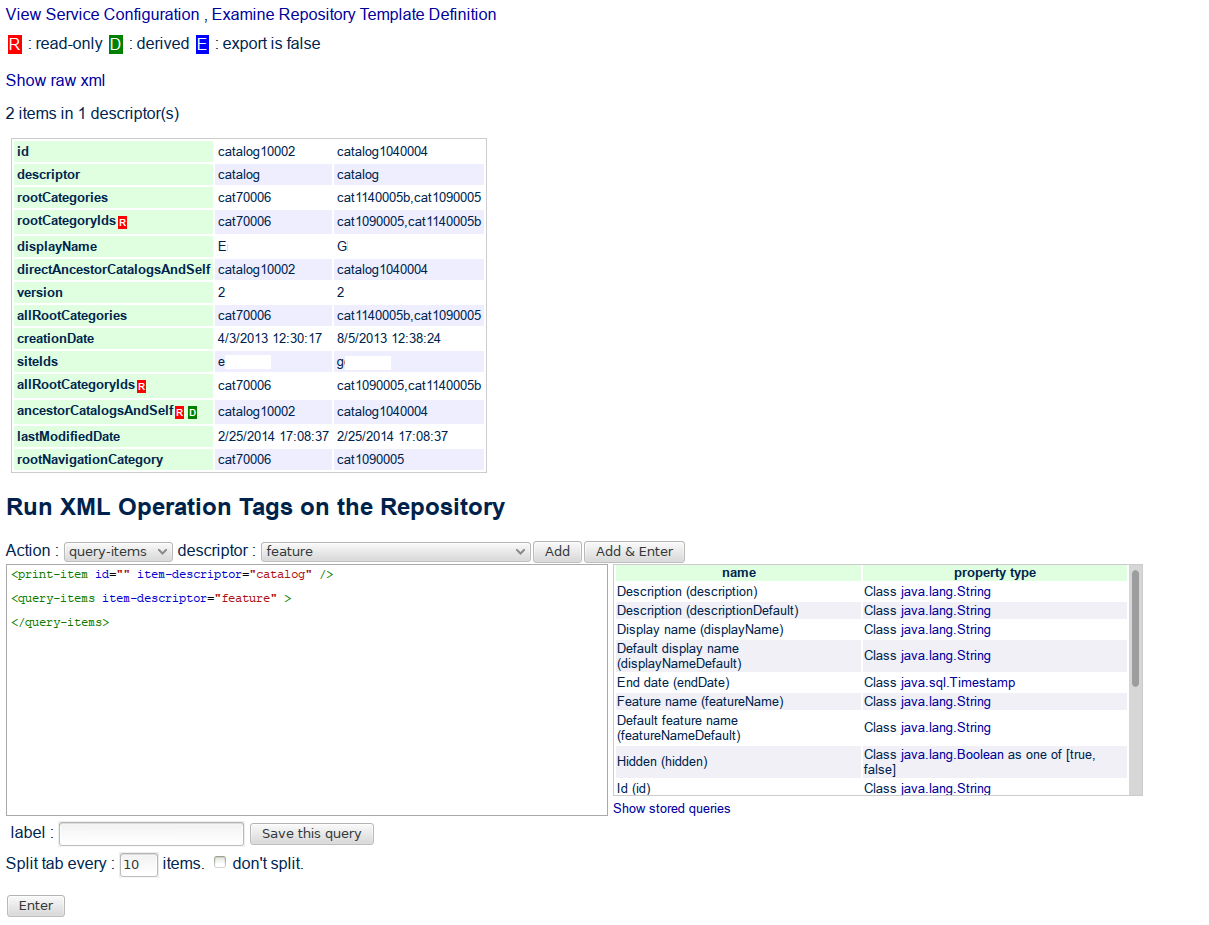 View Service Configuration , Examine Repository Template Definition
R : read-only D : derived E : export is false
Show raw xml
2 items in 1 descriptor(s)
id catalog10002 catalog1040004
descriptor catalog catalog
rootCategories cat70006 cat1140005b,cat1090005
rootCategoryIds R cat70006 cat1090005,cat1140005b
displayName E G
directAncestorCatalogsAndSelf catalog10002 catalog1040004
version 2 2
allRootCategories cat70006 cat1140005b,cat1090005
creationDate 4/3/2013 12:30:17 8/5/2013 12:38:24
siteIds e g
allRootCategoryIds R cat70006 cat1090005,cat1140005b
ancestorCatalogsAndSelf R D catalog10002 catalog1040004
lastModifiedDate 2/25/2014 17:08:37 2/25/2014 17:08:37
rootNavigationCategory cat70006 cat1090005
Run XML Operation Tags on the Repository
Action : query-items descriptor : feature Add Add & Enter
<print-item id="" item-descriptor="catalog" />
<query-items item-descriptor="feature" >
</query-items>
name property type
Description (description) Class java.lang.String
Description (descriptionDefault) Class java.lang.String
Display name (displayName) Class java.lang.String
Default display name
(displayNameDefault) Class java.lang.String
End date (endDate) Class java.sql.Timestamp
Feature name (featureName) Class java.lang.String
Default feature name
(featureNameDefault) Class java.lang.String
Hidden (hidden) Class java.lang.Boolean as one of [true,
false]
Id (id) Class java.lang.String
Show stored queries
label : Save this query
Split tab every : 10 items. don't split.
Enter